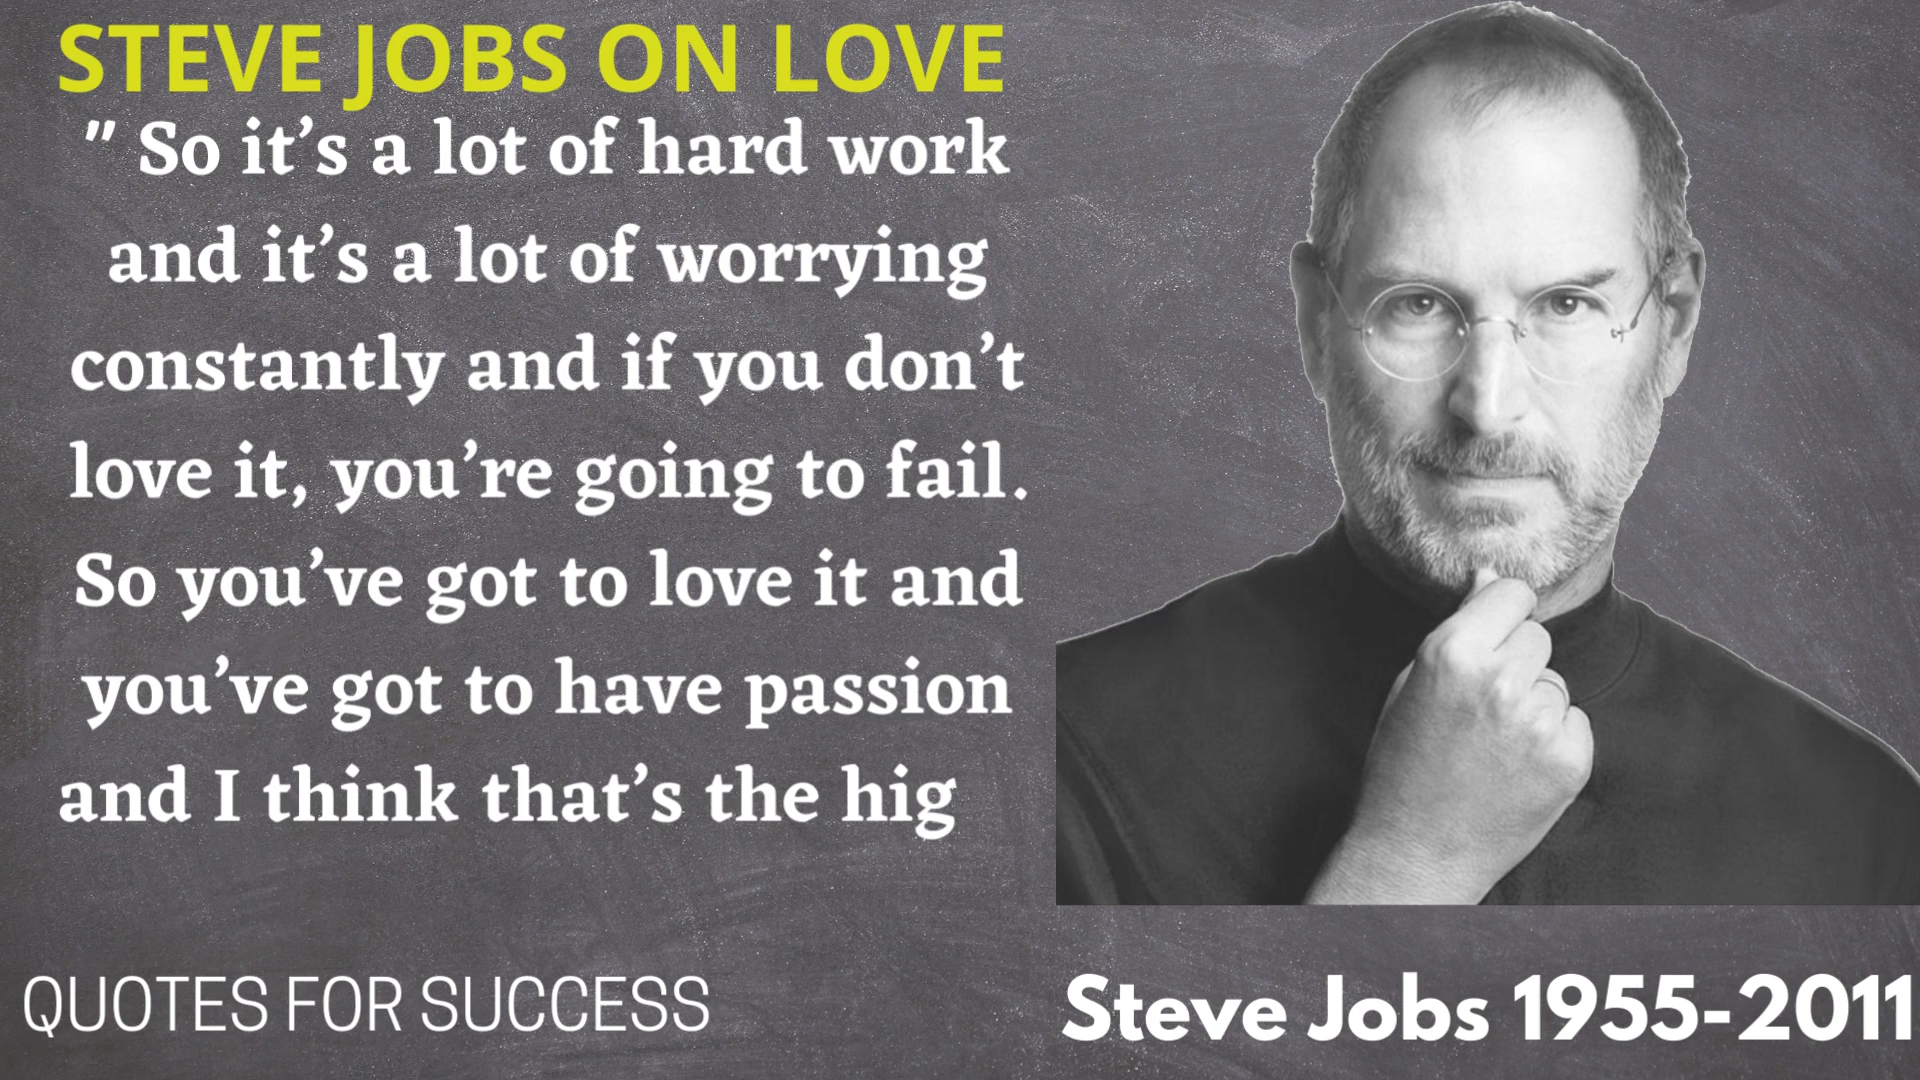 STEVE JOBS ON LOVE
" So it’s a lot of hard work
and it’s a lot of worrying
constantly and if you don’t
love it, you’re going to fail.
So you’ve got to love it and
you’ve got to have passion
and I think that’s the hig
QUOTES FOR SUCCESS
Steve Jobs 1955-2011